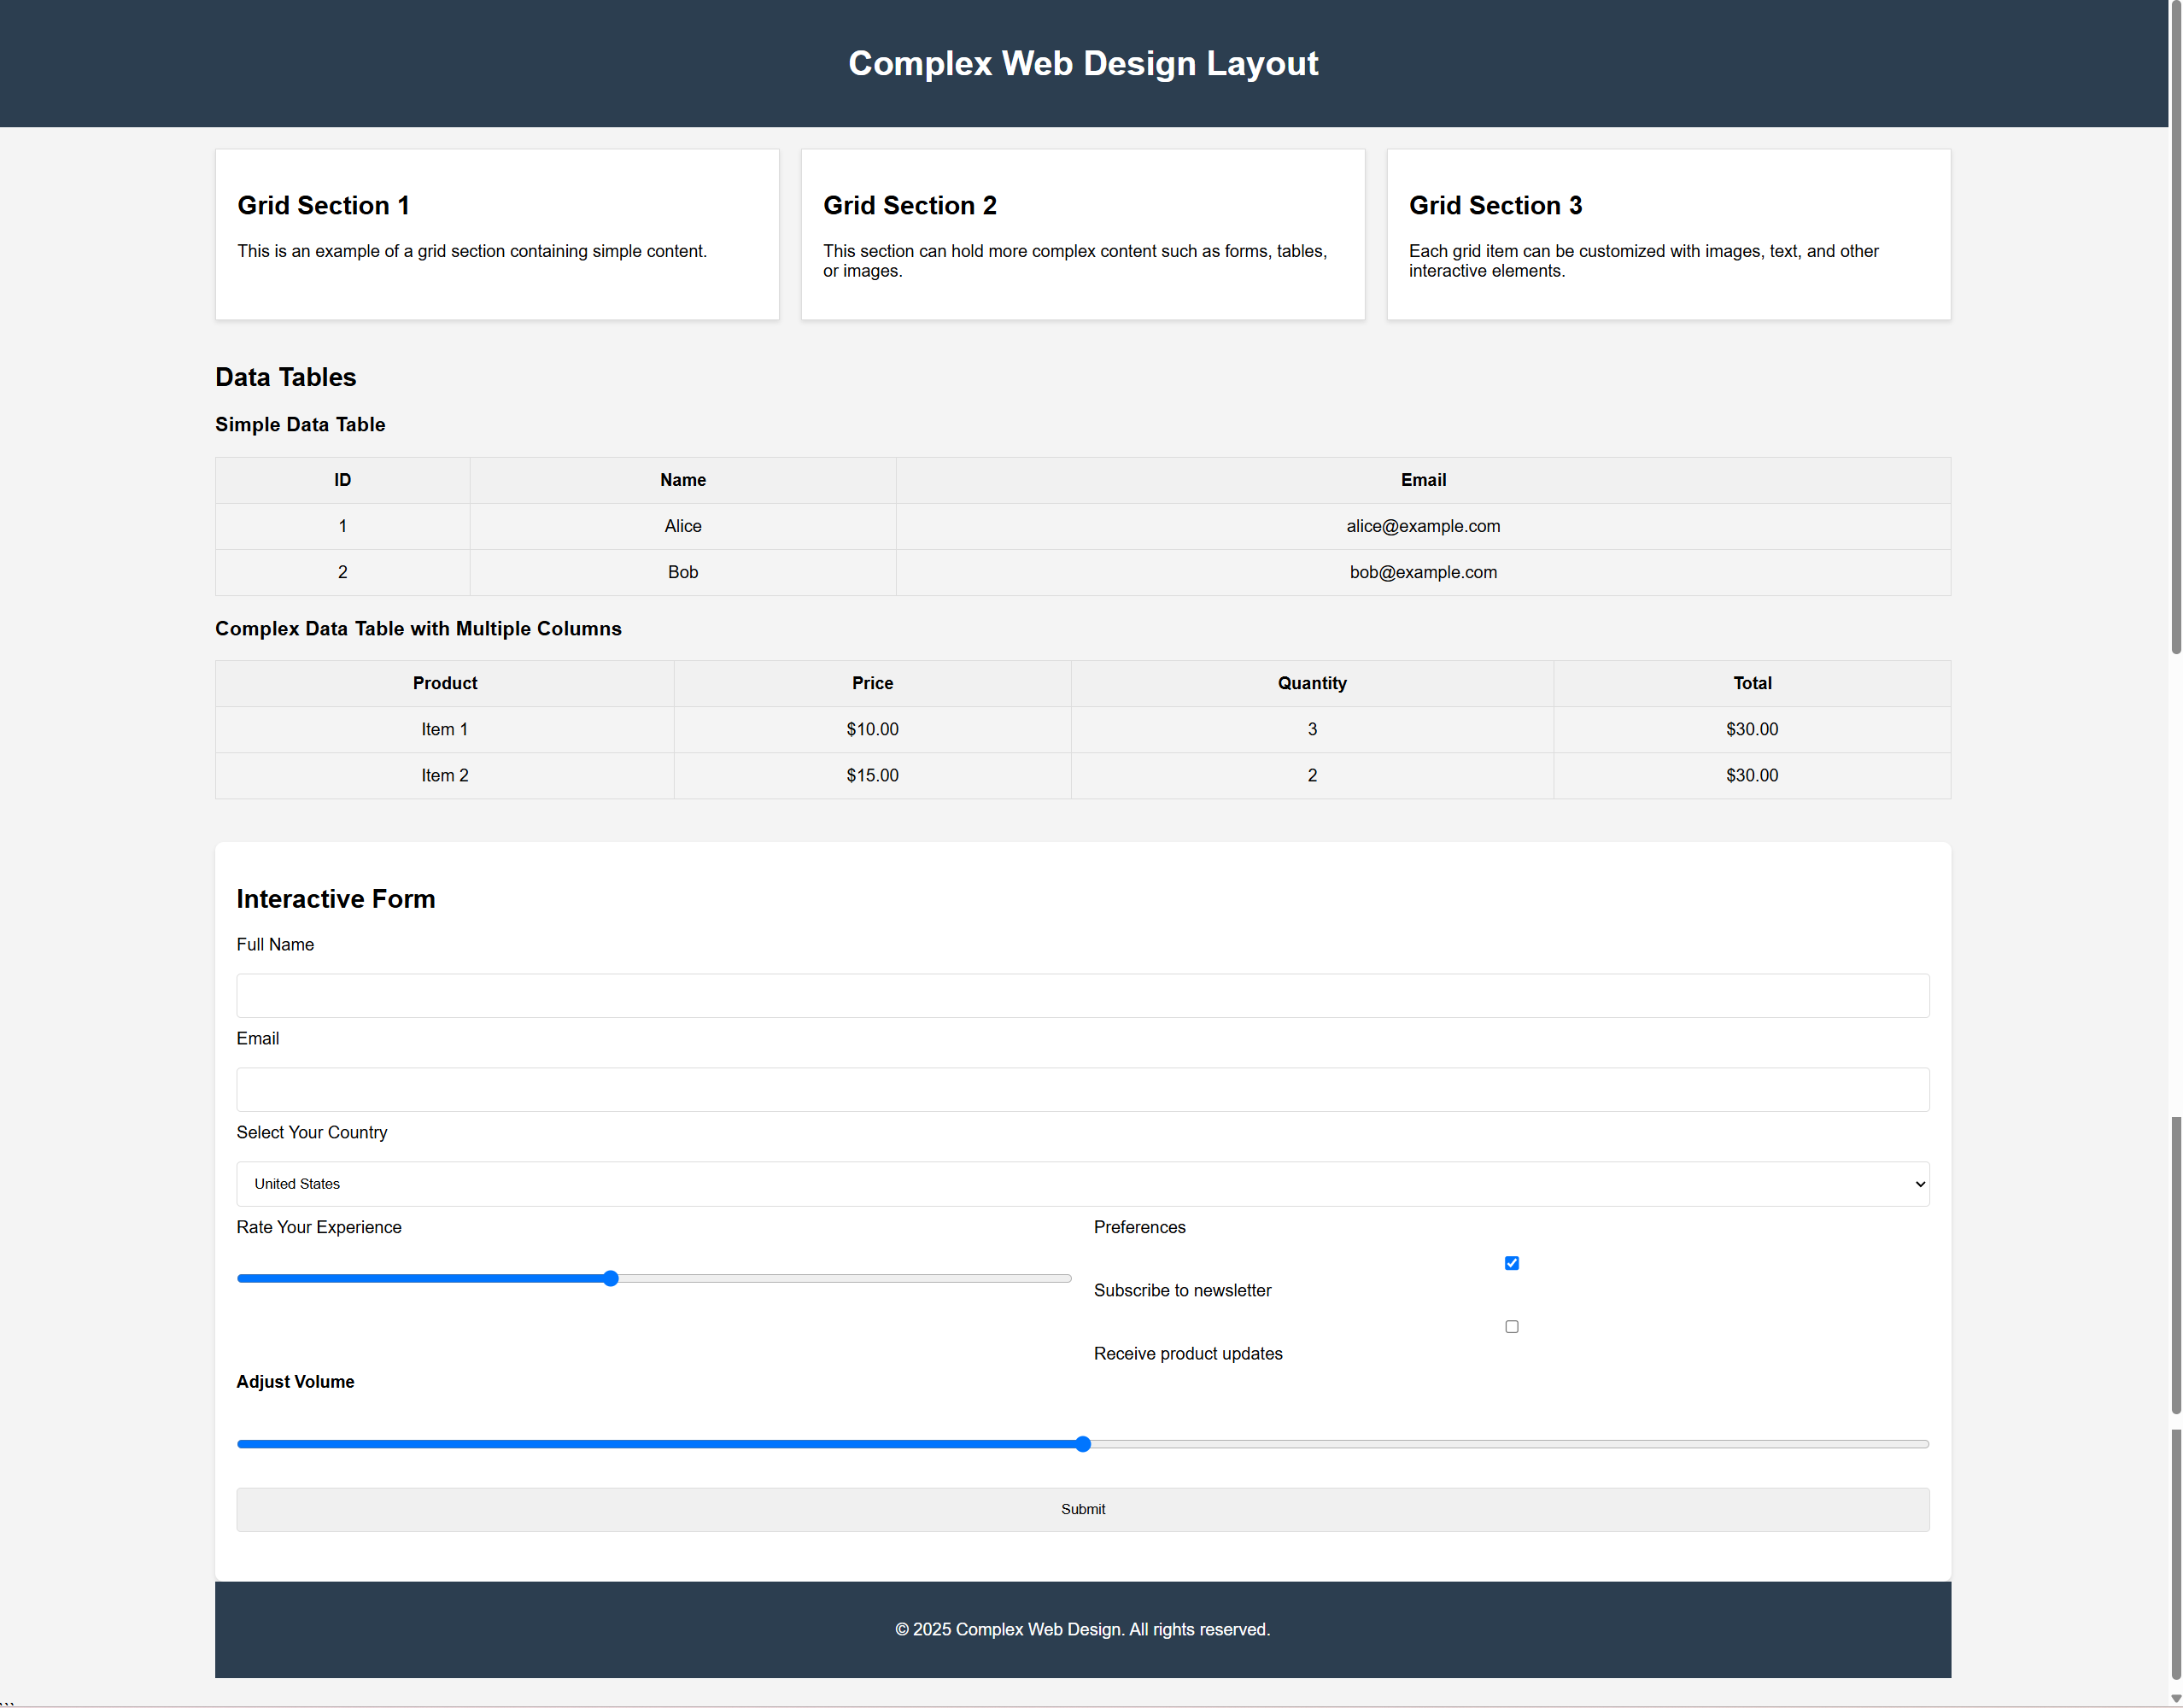 Complex Web Design Layout
Grid Section 1
This is an example of a grid section containing simple content.
Grid Section 2
This section can hold more complex content such as forms, tables,
or images.
Grid Section 3
Each grid item can be customized with images, text, and other
interactive elements.
Data Tables
Simple Data Table
ID Name Email
1 Alice alice@example.com
2 Bob bob@example.com
Complex Data Table with Multiple Columns
Product Price Quantity Total
Item 1 $10.00 3 $30.00
Item 2 $15.00 2 $30.00
Interactive Form
Full Name
Email
Select Your Country
United States
Rate Your Experience
Preferences
Subscribe to newsletter
Receive product updates
Adjust Volume
Submit
© 2025 Complex Web Design. All rights reserved.
```